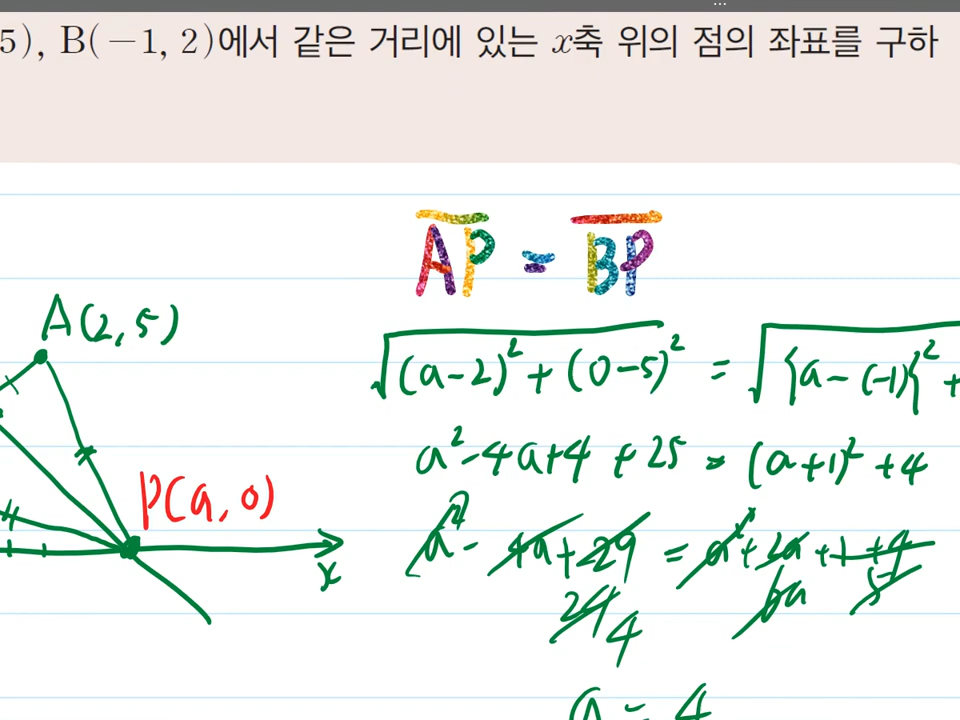 5), B(−1, 2)에서 같은 거리에 있는 x축 위의 점의 좌표를 구하
AP = BP
A(2, 5)
√(a−2)² + (0−5)² = √{a−(−1)}² +
a² − 4a + 4 + 25 = (a+1)² + 4
P(a, 0)
a² − 4a + 29 = a² + 2a + 1 + 4
x
24 6a 5
4
a = 4